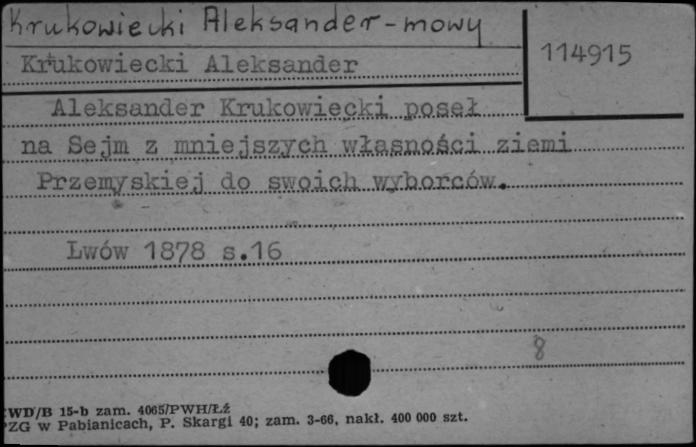 Krukowiecki Aleksander - mowy
114915
Krukowiecki Aleksander
Aleksander Krukowiecki poseł
na Sejm z mniejszych własności ziemi
Przemyskiej do swoich wyborców.
Lwów 1878 s.16
8
WD/B 15-b zam. 4065/PWH/Łź
PZG w Pabianicach, P. Skargi 40; zam. 3-66, nakł. 400 000 szt.